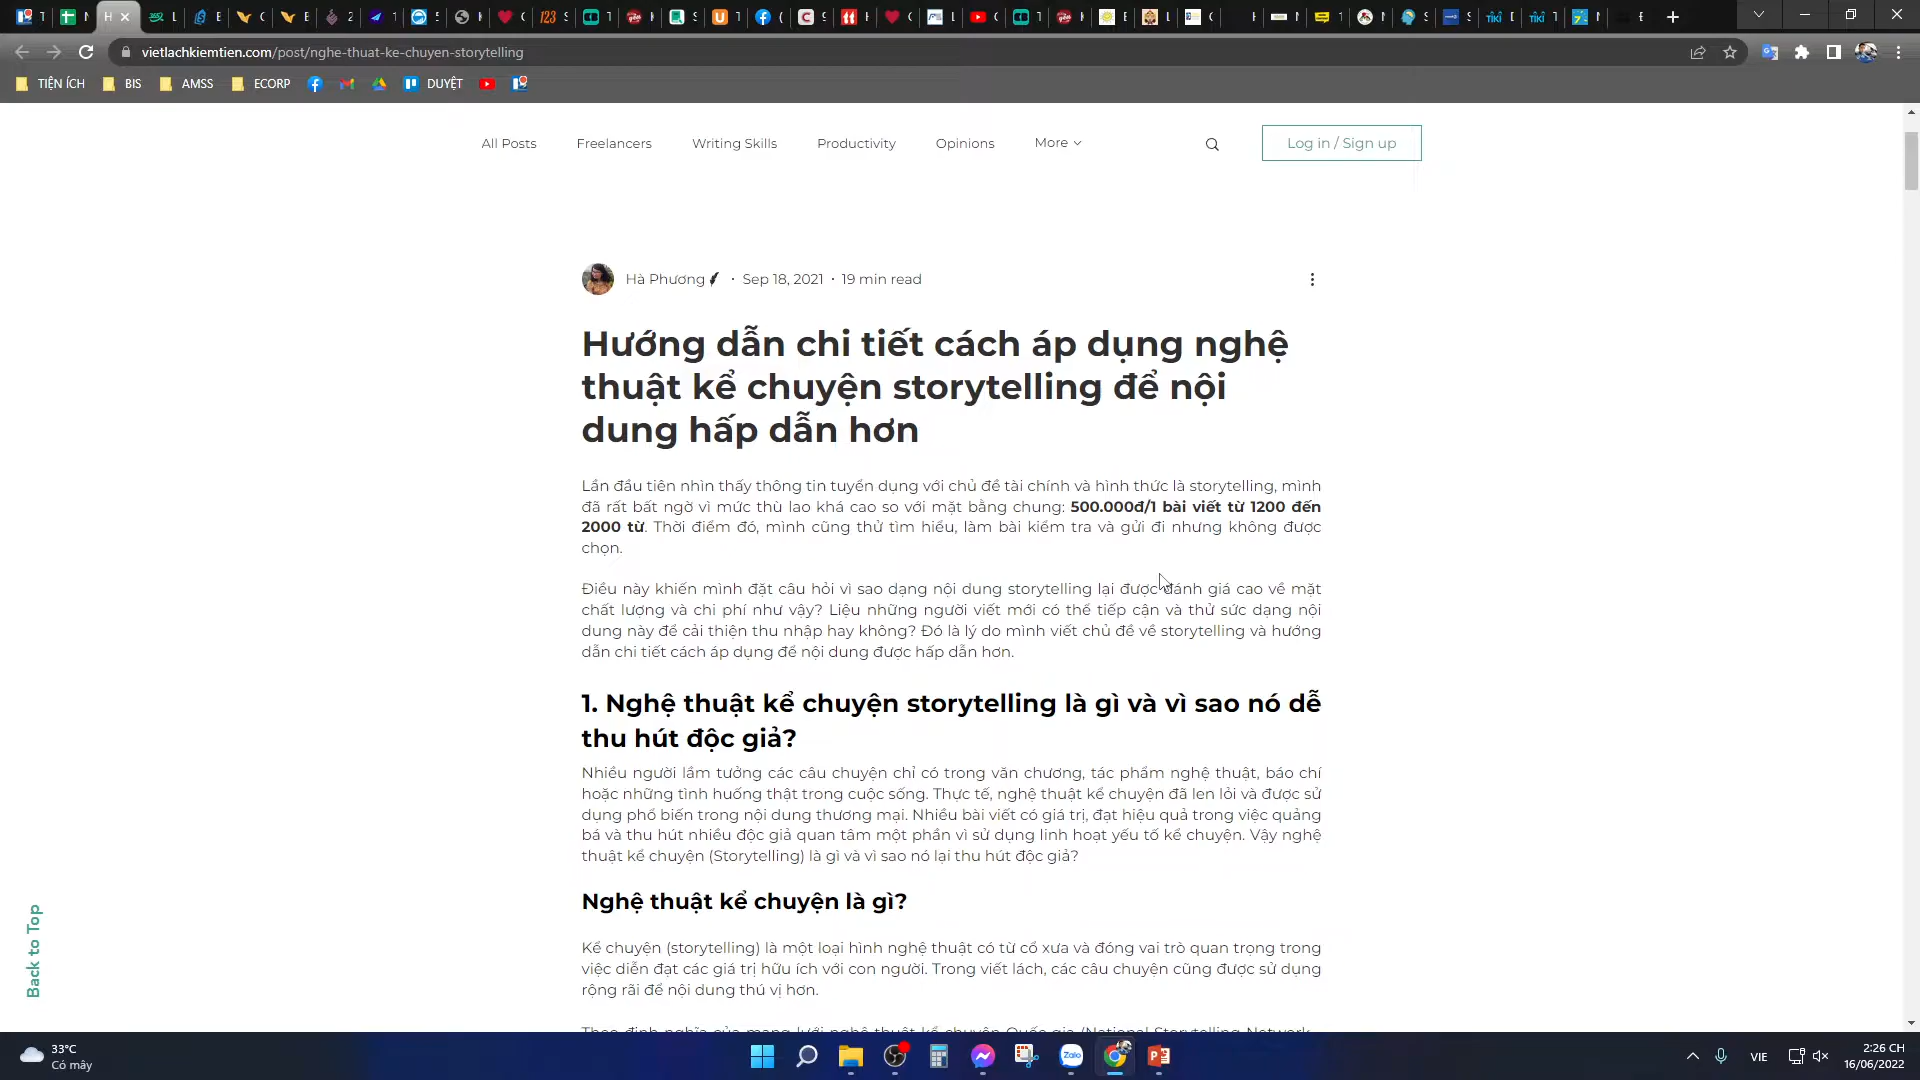 vietlachkiemtien.com/post/nghe-thuat-ke-chuyen-storytelling
TIỆN ÍCH BIS AMSS ECORP DUYỆT
All Posts Freelancers Writing Skills Productivity Opinions More Log in / Sign up
Hà Phương · Sep 18, 2021 · 19 min read
Hướng dẫn chi tiết cách áp dụng nghệ
thuật kể chuyện storytelling để nội
dung hấp dẫn hơn
Lần đầu tiên nhìn thấy thông tin tuyển dụng với chủ đề tài chính và hình thức là storytelling, mình
đã rất bất ngờ vì mức thù lao khá cao so với mặt bằng chung: 500.000đ/1 bài viết từ 1200 đến
2000 từ. Thời điểm đó, mình cũng thử tìm hiểu, làm bài kiểm tra và gửi đi nhưng không được
chọn.
Điều này khiến mình đặt câu hỏi vì sao dạng nội dung storytelling lại được đánh giá cao về mặt
chất lượng và chi phí như vậy? Liệu những người viết mới có thể tiếp cận và thử sức dạng nội
dung này để cải thiện thu nhập hay không? Đó là lý do mình viết chủ đề về storytelling và hướng
dẫn chi tiết cách áp dụng để nội dung được hấp dẫn hơn.
1. Nghệ thuật kể chuyện storytelling là gì và vì sao nó dễ
thu hút độc giả?
Nhiều người lầm tưởng các câu chuyện chỉ có trong văn chương, tác phẩm nghệ thuật, báo chí
hoặc những tình huống thật trong cuộc sống. Thực tế, nghệ thuật kể chuyện đã len lỏi và được sử
dụng phổ biến trong nội dung thương mại. Nhiều bài viết có giá trị, đạt hiệu quả trong việc quảng
bá và thu hút nhiều độc giả quan tâm một phần vì sử dụng linh hoạt yếu tố kể chuyện. Vậy nghệ
thuật kể chuyện (Storytelling) là gì và vì sao nó lại thu hút độc giả?
Nghệ thuật kể chuyện là gì?
Kể chuyện (storytelling) là một loại hình nghệ thuật có từ cổ xưa và đóng vai trò quan trọng trong
việc diễn đạt các giá trị hữu ích với con người. Trong viết lách, các câu chuyện cũng được sử dụng
rộng rãi để nội dung thú vị hơn.
Theo định nghĩa của mạng lưới nghệ thuật kể chuyện Quốc gia (National Storytelling Network
Back to Top
33°C
Có mây
Zalo
VIE
2:26 CH
16/06/2022